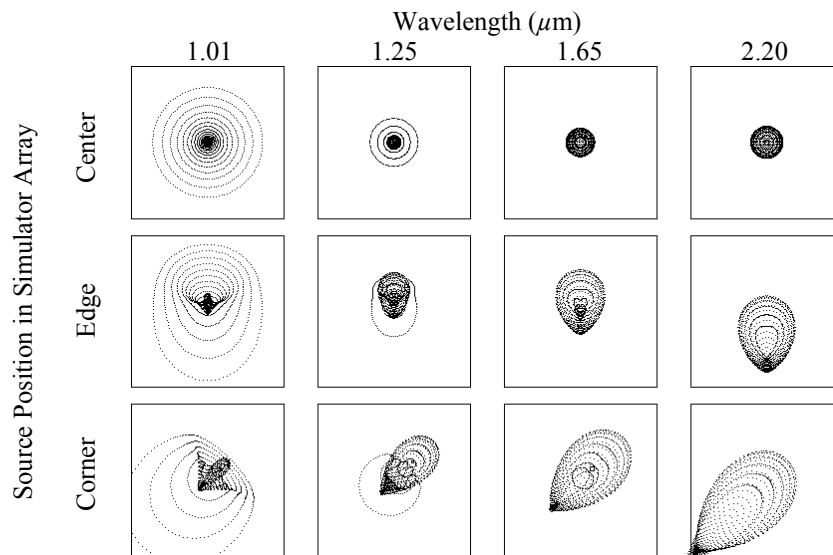 Wavelength (µm)
1.01 1.25 1.65 2.20
Source Position in Simulator Array
Center
Edge
Corner